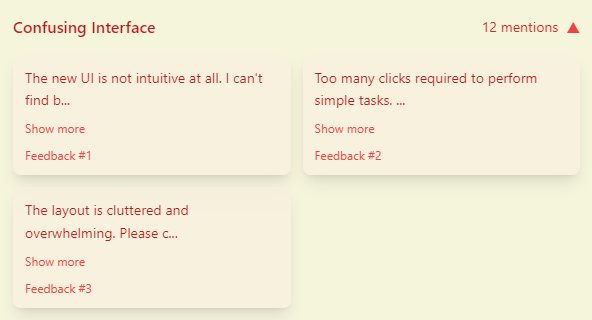 Confusing Interface
12 mentions ▲
The new UI is not intuitive at all. I can't
find b...
Show more
Feedback #1
Too many clicks required to perform
simple tasks. ...
Show more
Feedback #2
The layout is cluttered and
overwhelming. Please c...
Show more
Feedback #3